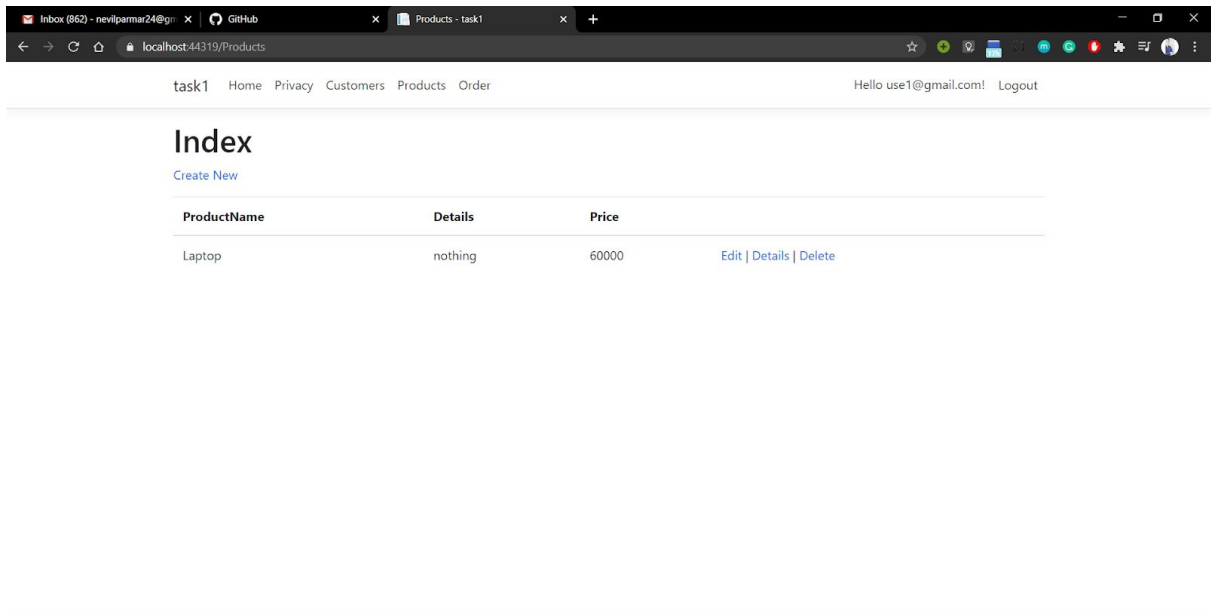 Inbox (862) - nevilparmar24@gm
GitHub
Products - task1
localhost:44319/Products
task1 Home Privacy Customers Products Order Hello use1@gmail.com! Logout
Index
Create New
ProductName Details Price
Laptop nothing 60000 Edit | Details | Delete